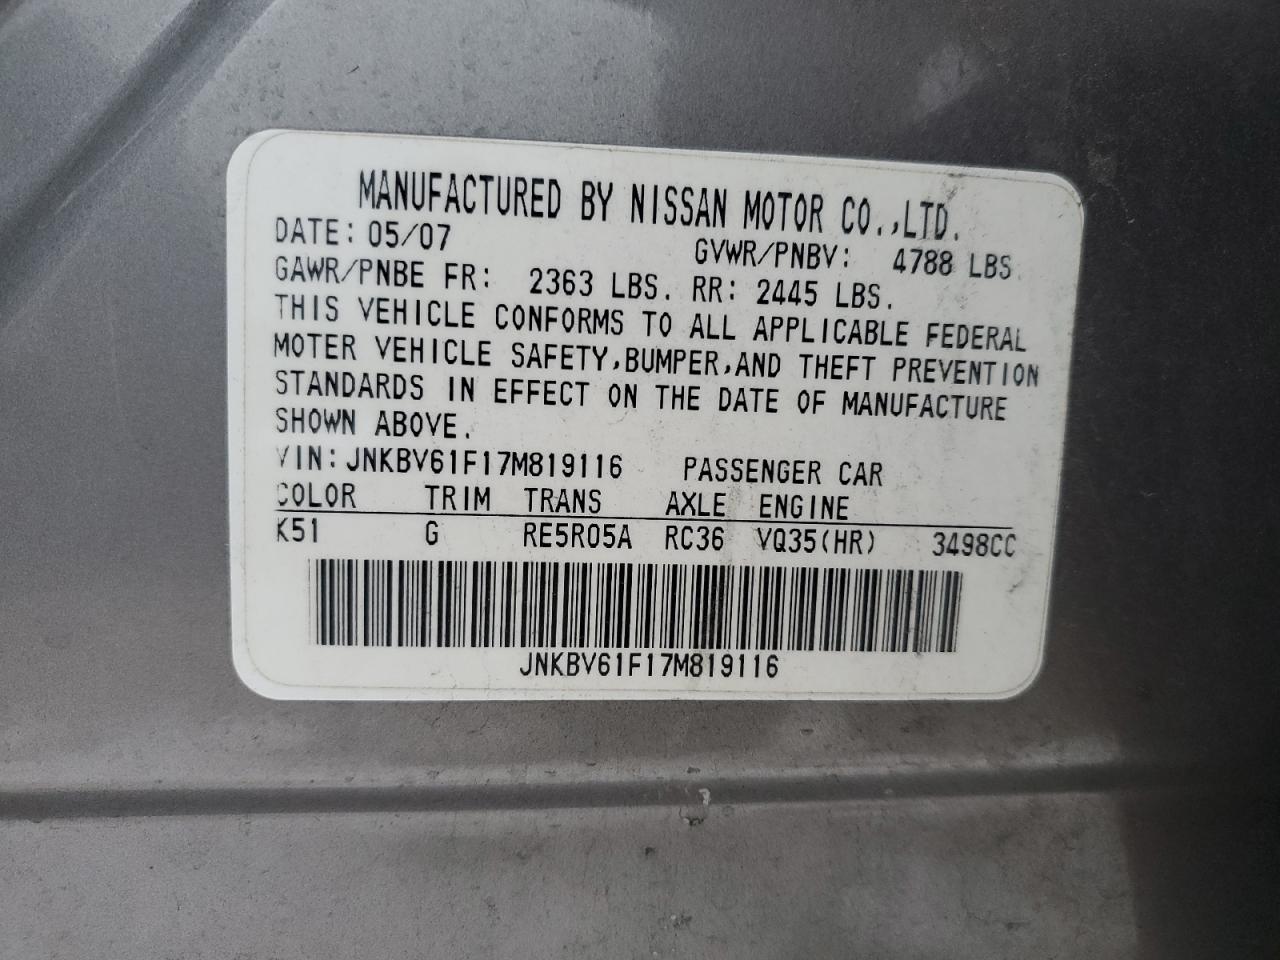 MANUFACTURED BY NISSAN MOTOR CO.,LTD.
DATE: 05/07 GVWR/PNBV: 4788 LBS
GAWR/PNBE FR: 2363 LBS. RR: 2445 LBS.
THIS VEHICLE CONFORMS TO ALL APPLICABLE FEDERAL
MOTER VEHICLE SAFETY,BUMPER,AND THEFT PREVENTION
STANDARDS IN EFFECT ON THE DATE OF MANUFACTURE
SHOWN ABOVE.
VIN:JNKBV61F17M819116 PASSENGER CAR
COLOR TRIM TRANS AXLE ENGINE
K51 G RE5R05A RC36 VQ35(HR) 3498CC
JNKBV61F17M819116